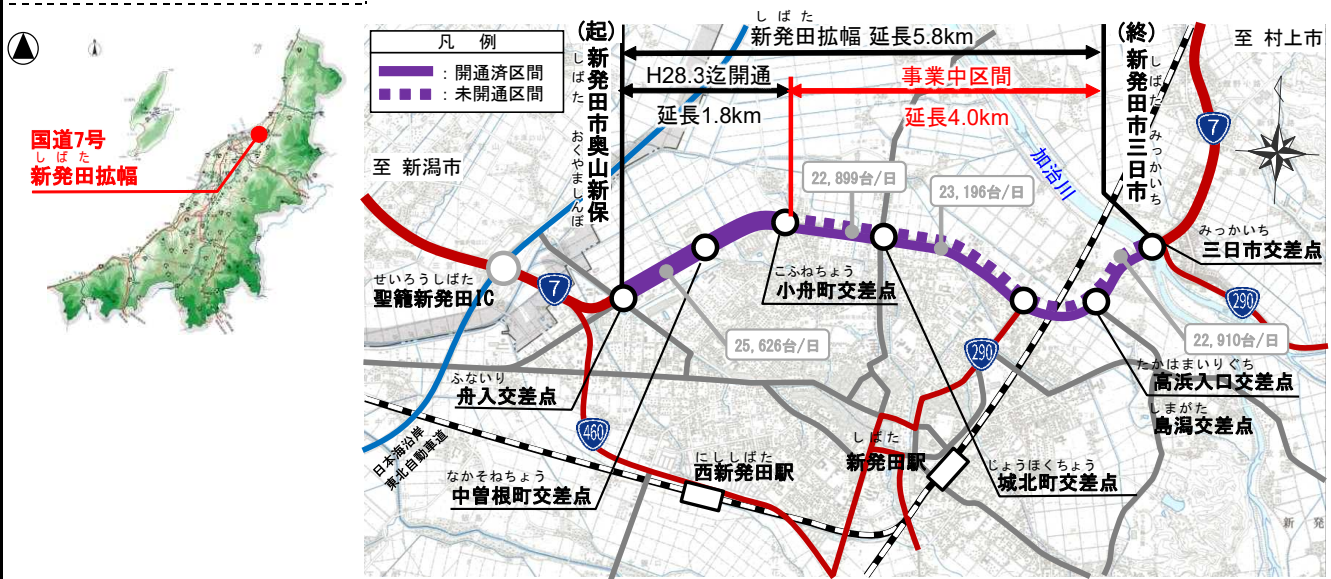 国道7号
しばた
新発田拡幅
凡 例
：開通済区間
：未開通区間
(起)
新発田市奥山新保
しばた
おくやましんぼ
しばた
新発田拡幅 延長5.8km
H28.3迄開通
延長1.8km
事業中区間
延長4.0km
(終)
新発田市三日市
しばた
みっかいち
至 村上市
7
至 新潟市
加治川
22,899台/日
23,196台/日
みっかいち
三日市交差点
せいろうしばた
聖籠新発田IC
7
こふねちょう
小舟町交差点
290
25,626台/日
290
22,910台/日
たかはまいりぐち
高浜入口交差点
ふないり
舟入交差点
しまがた
島潟交差点
460
日本海沿岸
東北自動車道
しばた
新発田駅
にししばた
西新発田駅
じょうほくちょう
城北町交差点
なかそねちょう
中曽根町交差点
新 発